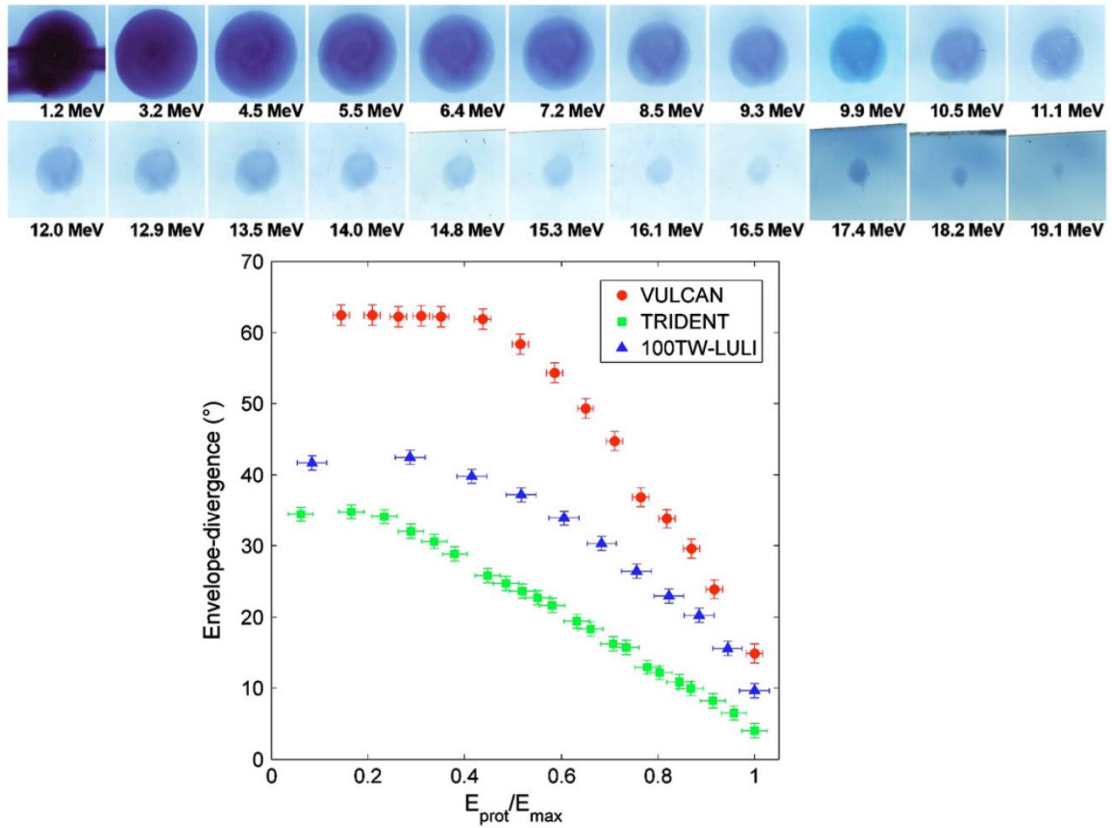 1.2 MeV 3.2 MeV 4.5 MeV 5.5 MeV 6.4 MeV 7.2 MeV 8.5 MeV 9.3 MeV 9.9 MeV 10.5 MeV 11.1 MeV
12.0 MeV 12.9 MeV 13.5 MeV 14.0 MeV 14.8 MeV 15.3 MeV 16.1 MeV 16.5 MeV 17.4 MeV 18.2 MeV 19.1 MeV
70
60
50
40
30
20
10
0
Envelope-divergence (°)
VULCAN
TRIDENT
100TW-LULI
0 0.2 0.4 0.6 0.8 1
E_prot/E_max